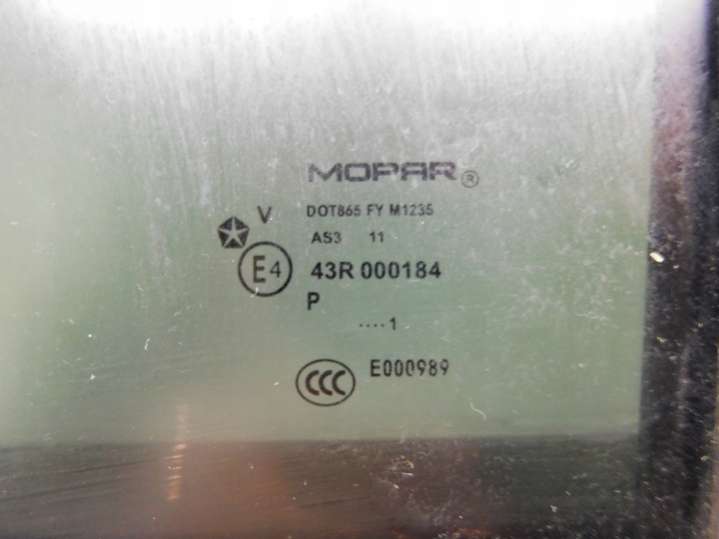 MOPAR®
V DOT865 FY M1235
AS3 11
E4 43R 000184
P
....1
CCC E000989